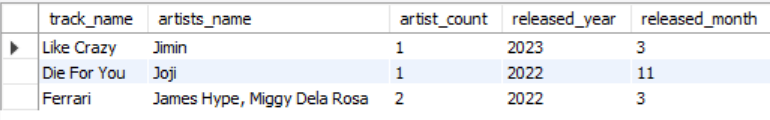 track_name artists_name artist_count released_year released_month
Like Crazy Jimin 1 2023 3
Die For You Joji 1 2022 11
Ferrari James Hype, Miggy Dela Rosa 2 2022 3